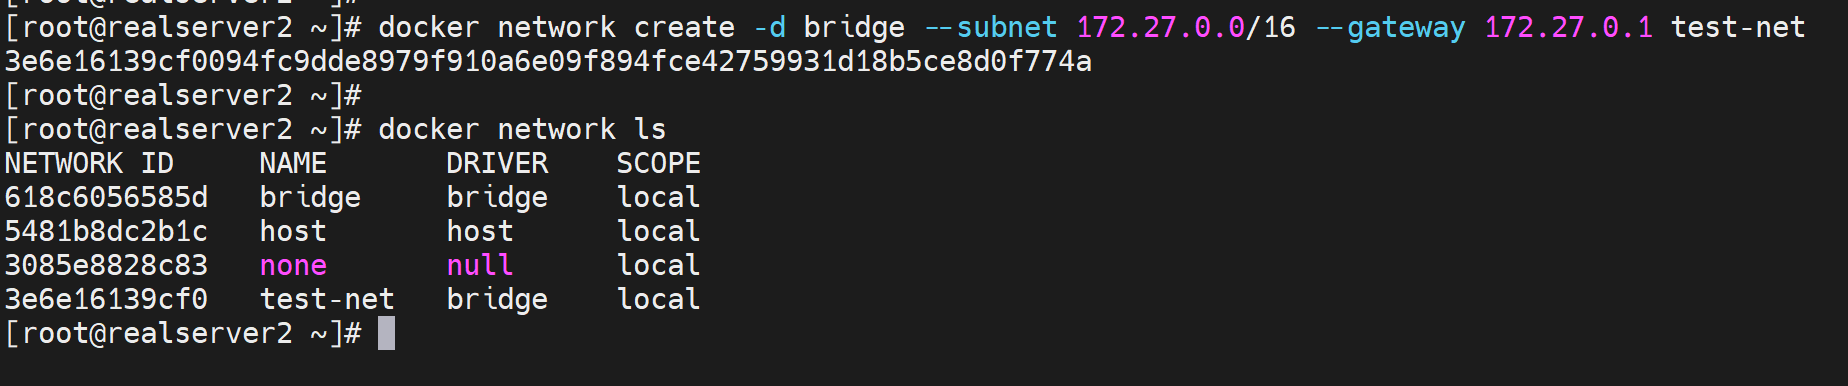 [root@realserver2 ~]#
[root@realserver2 ~]# docker network create -d bridge --subnet 172.27.0.0/16 --gateway 172.27.0.1 test-net
3e6e16139cf0094fc9dde8979f910a6e09f894fce42759931d18b5ce8d0f774a
[root@realserver2 ~]#
[root@realserver2 ~]# docker network ls
NETWORK ID     NAME       DRIVER    SCOPE
618c6056585d   bridge     bridge    local
5481b8dc2b1c   host       host      local
3085e8828c83   none       null      local
3e6e16139cf0   test-net   bridge    local
[root@realserver2 ~]#